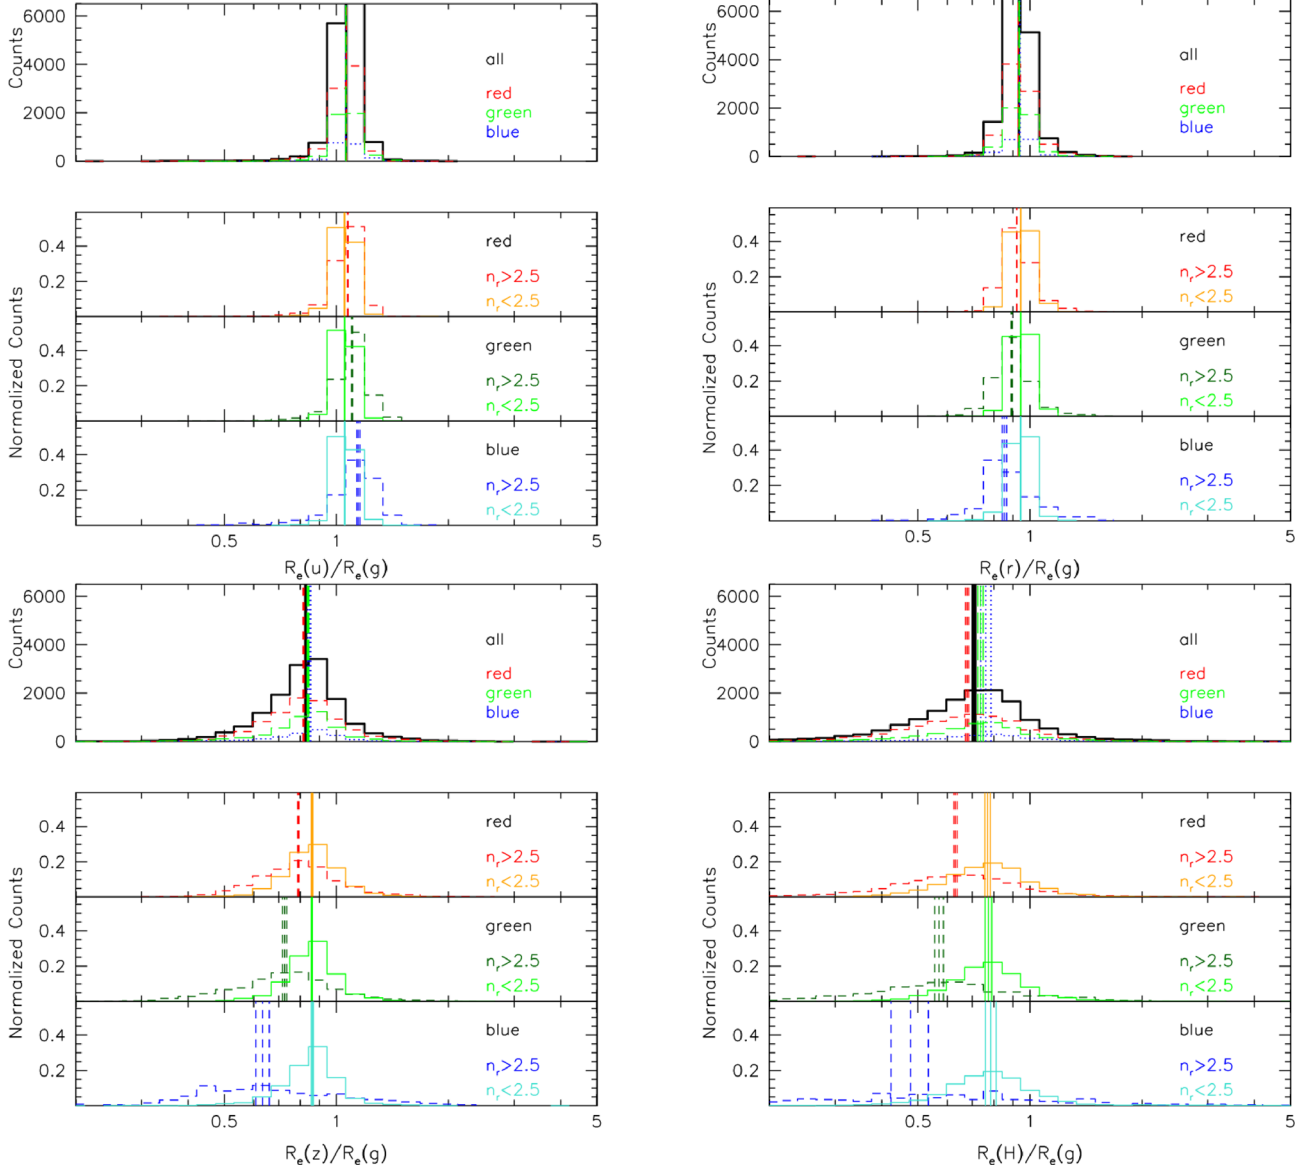 Counts
6000
4000
2000
0
all
red
green
blue
Normalized Counts
0.4
0.2
red
n_r>2.5
n_r<2.5
0.4
0.2
green
n_r>2.5
n_r<2.5
0.4
0.2
blue
n_r>2.5
n_r<2.5
0.5
1
5
R_e(u)/R_e(g)
Counts
6000
4000
2000
0
all
red
green
blue
Normalized Counts
0.4
0.2
red
n_r>2.5
n_r<2.5
0.4
0.2
green
n_r>2.5
n_r<2.5
0.4
0.2
blue
n_r>2.5
n_r<2.5
0.5
1
5
R_e(r)/R_e(g)
Counts
6000
4000
2000
0
all
red
green
blue
Normalized Counts
0.4
0.2
red
n_r>2.5
n_r<2.5
0.4
0.2
green
n_r>2.5
n_r<2.5
0.4
0.2
blue
n_r>2.5
n_r<2.5
0.5
1
5
R_e(z)/R_e(g)
Counts
6000
4000
2000
0
all
red
green
blue
Normalized Counts
0.4
0.2
red
n_r>2.5
n_r<2.5
0.4
0.2
green
n_r>2.5
n_r<2.5
0.4
0.2
blue
n_r>2.5
n_r<2.5
0.5
1
5
R_e(H)/R_e(g)